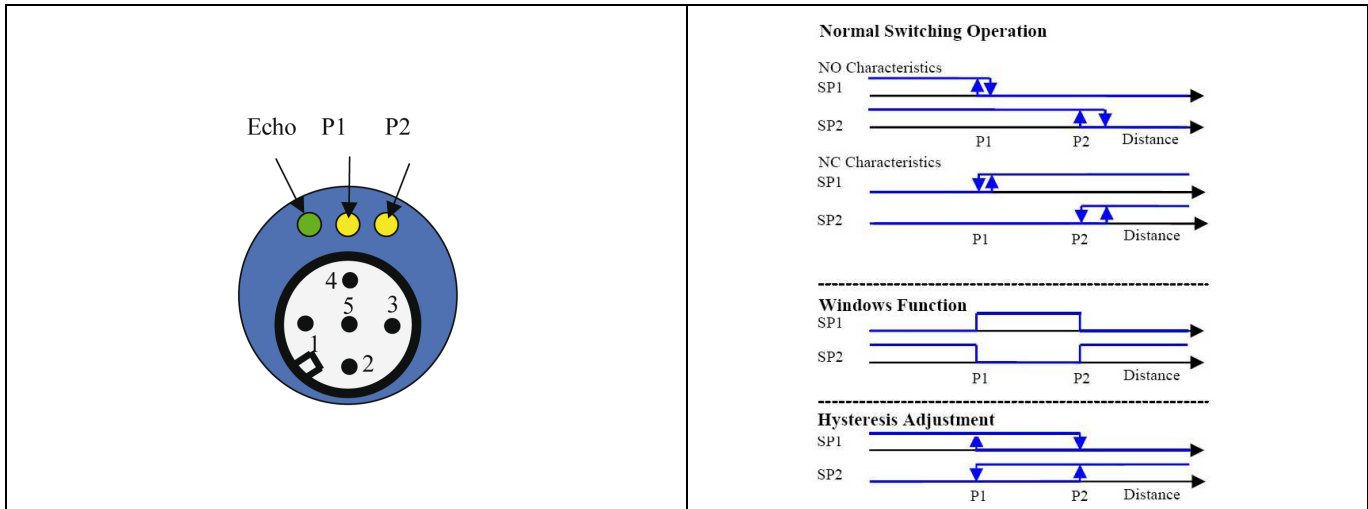 Echo P1 P2
4
5 3
1
2
Normal Switching Operation
NO Characteristics
SP1
SP2
P1 P2 Distance
NC Characteristics
SP1
SP2
P1 P2 Distance
Windows Function
SP1
SP2
P1 P2 Distance
Hysteresis Adjustment
SP1
SP2
P1 P2 Distance